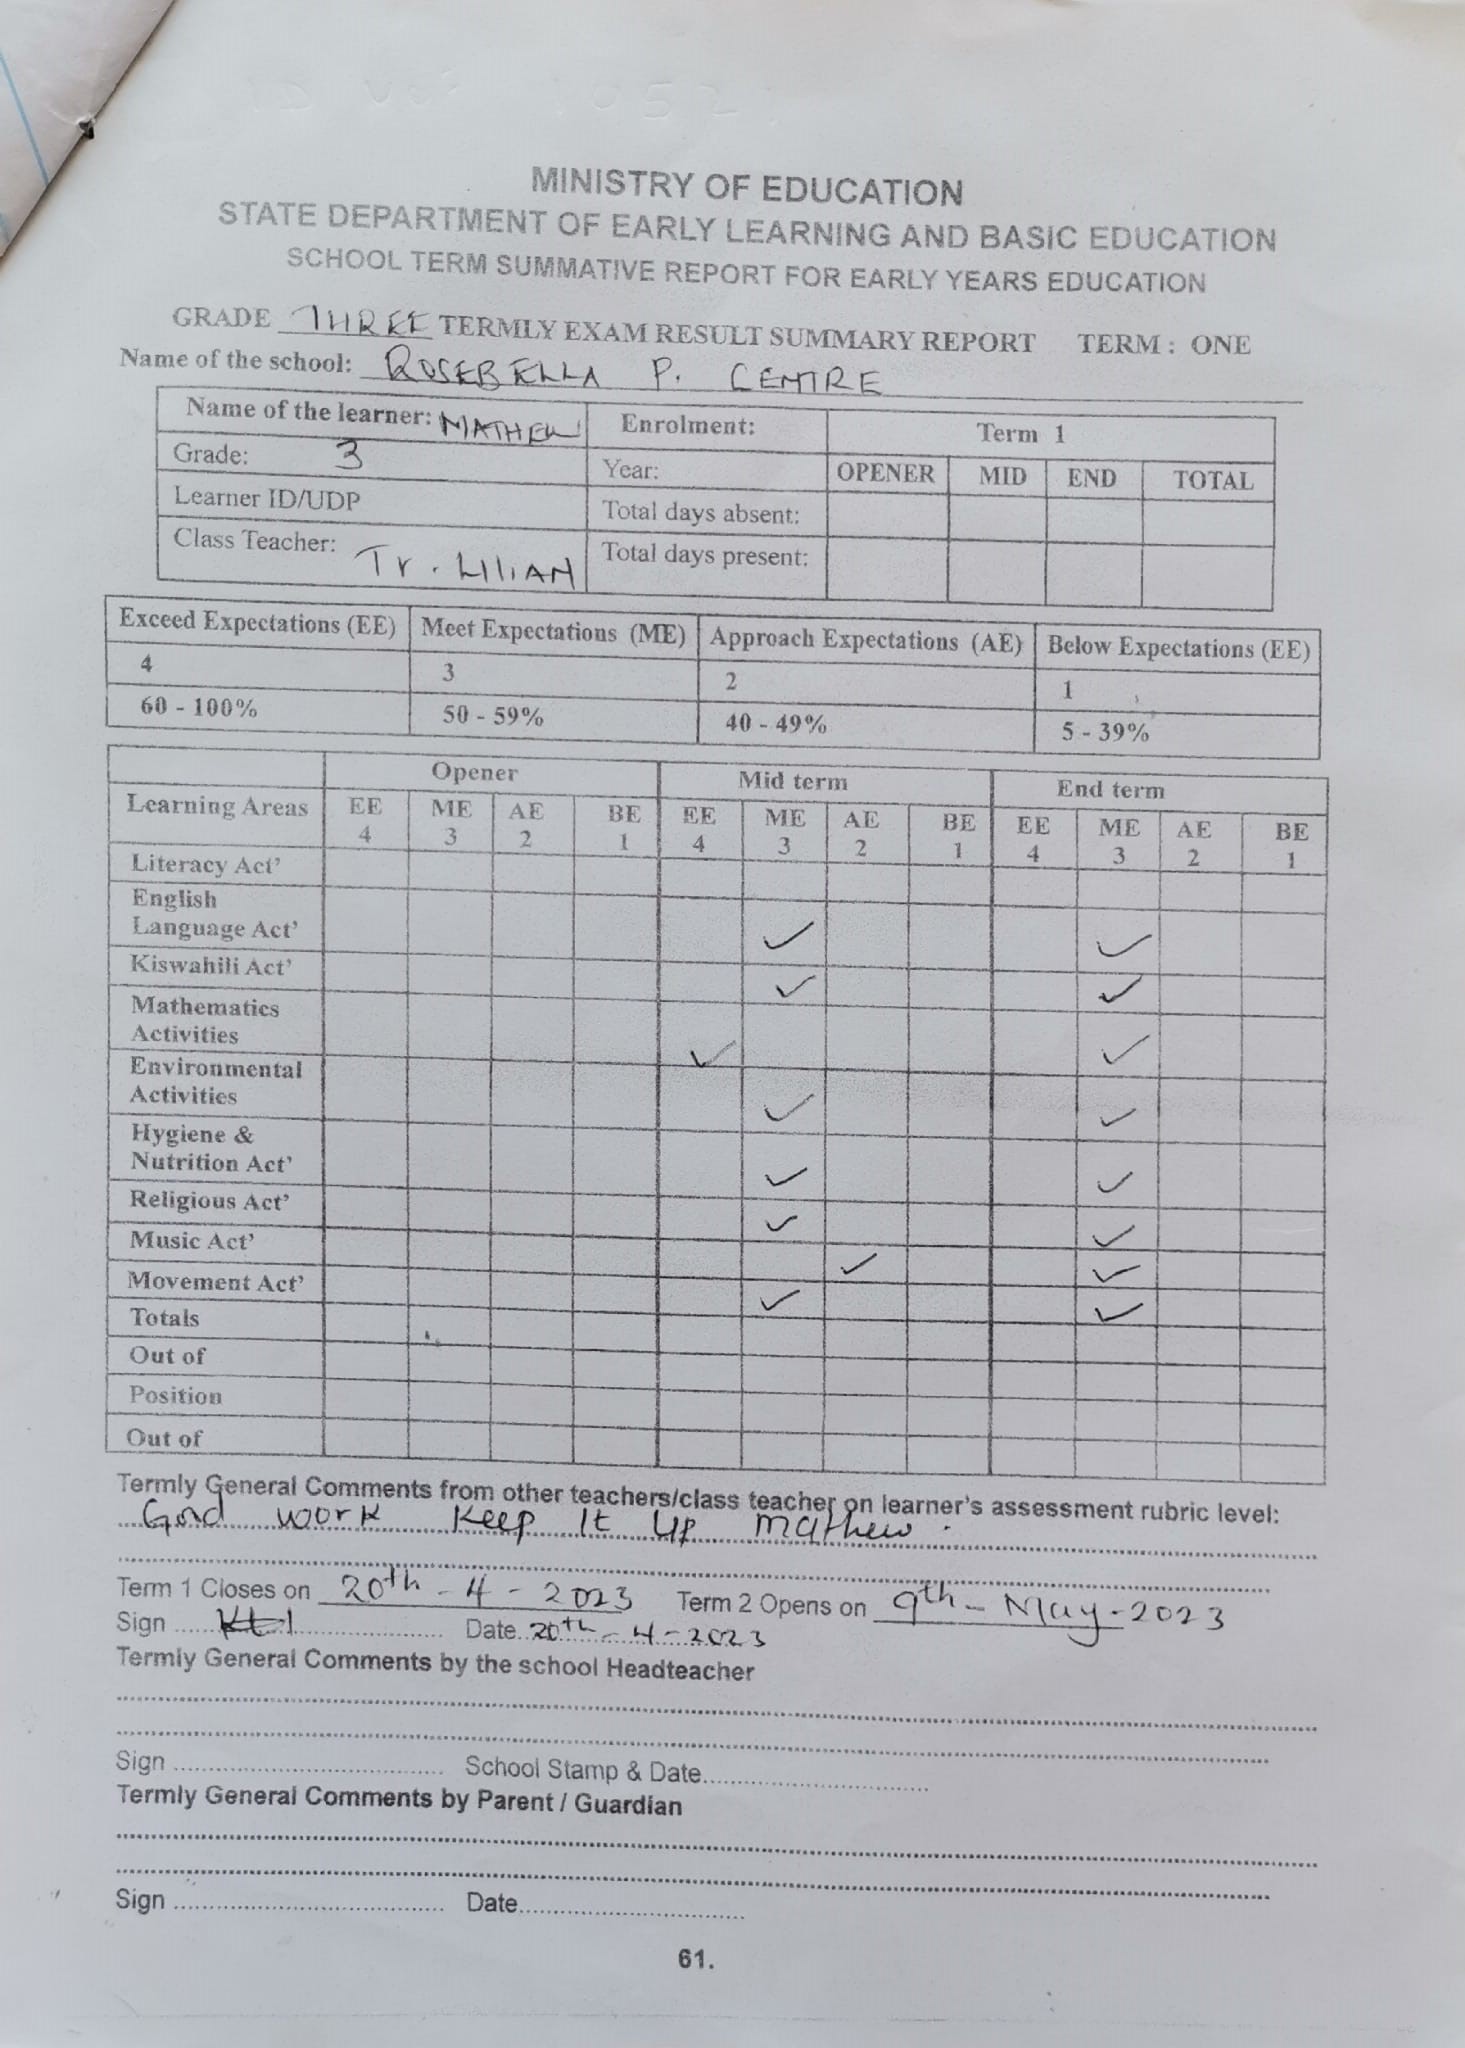 MINISTRY OF EDUCATION
STATE DEPARTMENT OF EARLY LEARNING AND BASIC EDUCATION
SCHOOL TERM SUMMATIVE REPORT FOR EARLY YEARS EDUCATION
GRADE THREE TERMLY EXAM RESULT SUMMARY REPORT TERM : ONE
Name of the school: ROSEBELLA P. CENTRE
Name of the learner: MATHEW Enrolment: Term 1
Grade: 3 Year: OPENER MID END TOTAL
Learner ID/UDP Total days absent:
Class Teacher: Tr. LILIAN Total days present:
Exceed Expectations (EE) Meet Expectations (ME) Approach Expectations (AE) Below Expectations (EE)
4 3 2 1
60 - 100% 50 - 59% 40 - 49% 5 - 39%
Opener Mid term End term
Learning Areas EE ME AE BE EE ME AE BE EE ME AE BE
4 3 2 1 4 3 2 1 4 3 2 1
Literacy Act'
English
Language Act' ✓ ✓
Kiswahili Act' ✓ ✓
Mathematics
Activities ✓ ✓
Environmental
Activities ✓ ✓
Hygiene &
Nutrition Act' ✓ ✓
Religious Act' ✓ ✓
Music Act' ✓ ✓
Movement Act' ✓ ✓
Totals
Out of
Position
Out of
Termly General Comments from other teachers/class teacher on learner's assessment rubric level:
Good work keep it up mathew.
Term 1 Closes on 20th - 4 - 2023 Term 2 Opens on 9th - May - 2023
Sign Date 20th - 4 - 2023
Termly General Comments by the school Headteacher
Sign School Stamp & Date
Termly General Comments by Parent / Guardian
Sign Date
61.